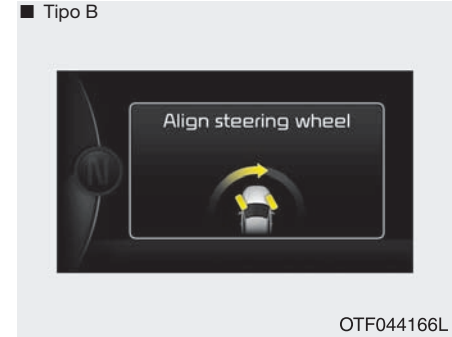 ■ Tipo B
Align steering wheel
N
OTF044166L